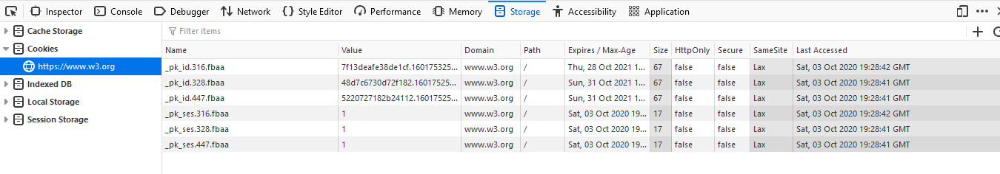 Inspector Console Debugger Network Style Editor Performance Memory Storage Accessibility Application
Cache Storage
Filter items
Cookies
Name Value Domain Path Expires / Max-Age Size HttpOnly Secure SameSite Last Accessed
https://www.w3.org
_pk_id.316.fbaa 7f13deafe38de1cf.160175325... www.w3.org / Thu, 28 Oct 2021 1... 67 false false Lax Sat, 03 Oct 2020 19:28:42 GMT
Indexed DB
_pk_id.328.fbaa 48d7c6730d72f182.16017525... www.w3.org / Sun, 31 Oct 2021 1... 67 false false Lax Sat, 03 Oct 2020 19:28:41 GMT
_pk_id.447.fbaa 5220727182b24112.16017525... www.w3.org / Sun, 31 Oct 2021 1... 67 false false Lax Sat, 03 Oct 2020 19:28:41 GMT
Local Storage
_pk_ses.316.fbaa 1 www.w3.org / Sat, 03 Oct 2020 19... 17 false false Lax Sat, 03 Oct 2020 19:28:42 GMT
Session Storage
_pk_ses.328.fbaa 1 www.w3.org / Sat, 03 Oct 2020 19... 17 false false Lax Sat, 03 Oct 2020 19:28:41 GMT
_pk_ses.447.fbaa 1 www.w3.org / Sat, 03 Oct 2020 19... 17 false false Lax Sat, 03 Oct 2020 19:28:41 GMT